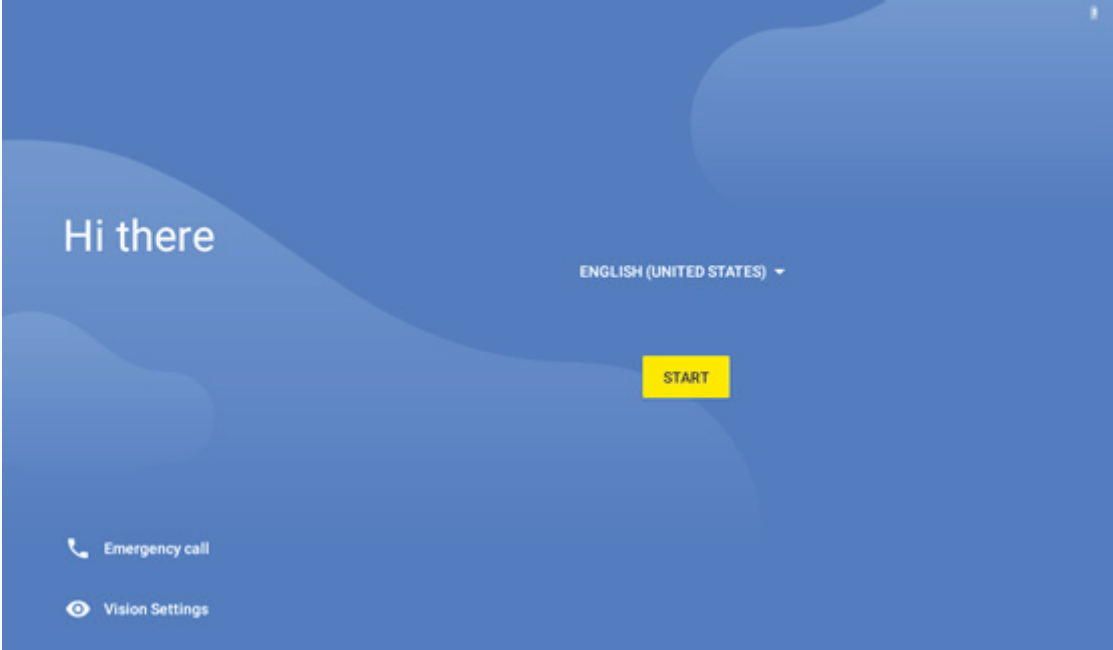 Hi there
ENGLISH (UNITED STATES)
START
Emergency call
Vision Settings